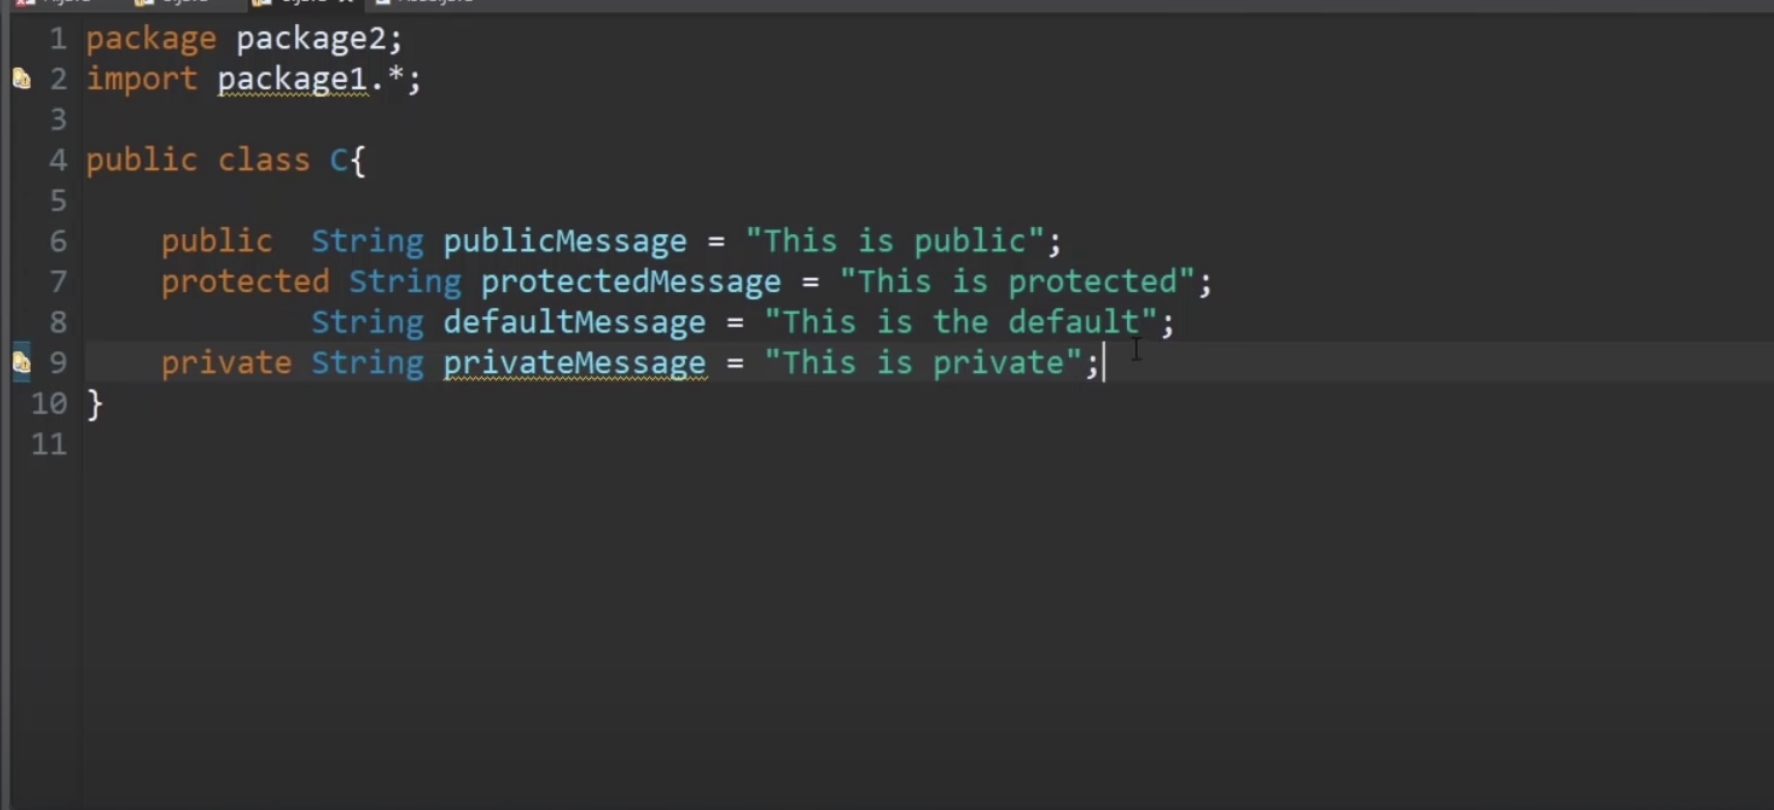 1 package package2;
2 import package1.*;
3
4 public class C{
5
6     public  String publicMessage = "This is public";
7     protected String protectedMessage = "This is protected";
8             String defaultMessage = "This is the default";
9     private String privateMessage = "This is private";
10 }
11